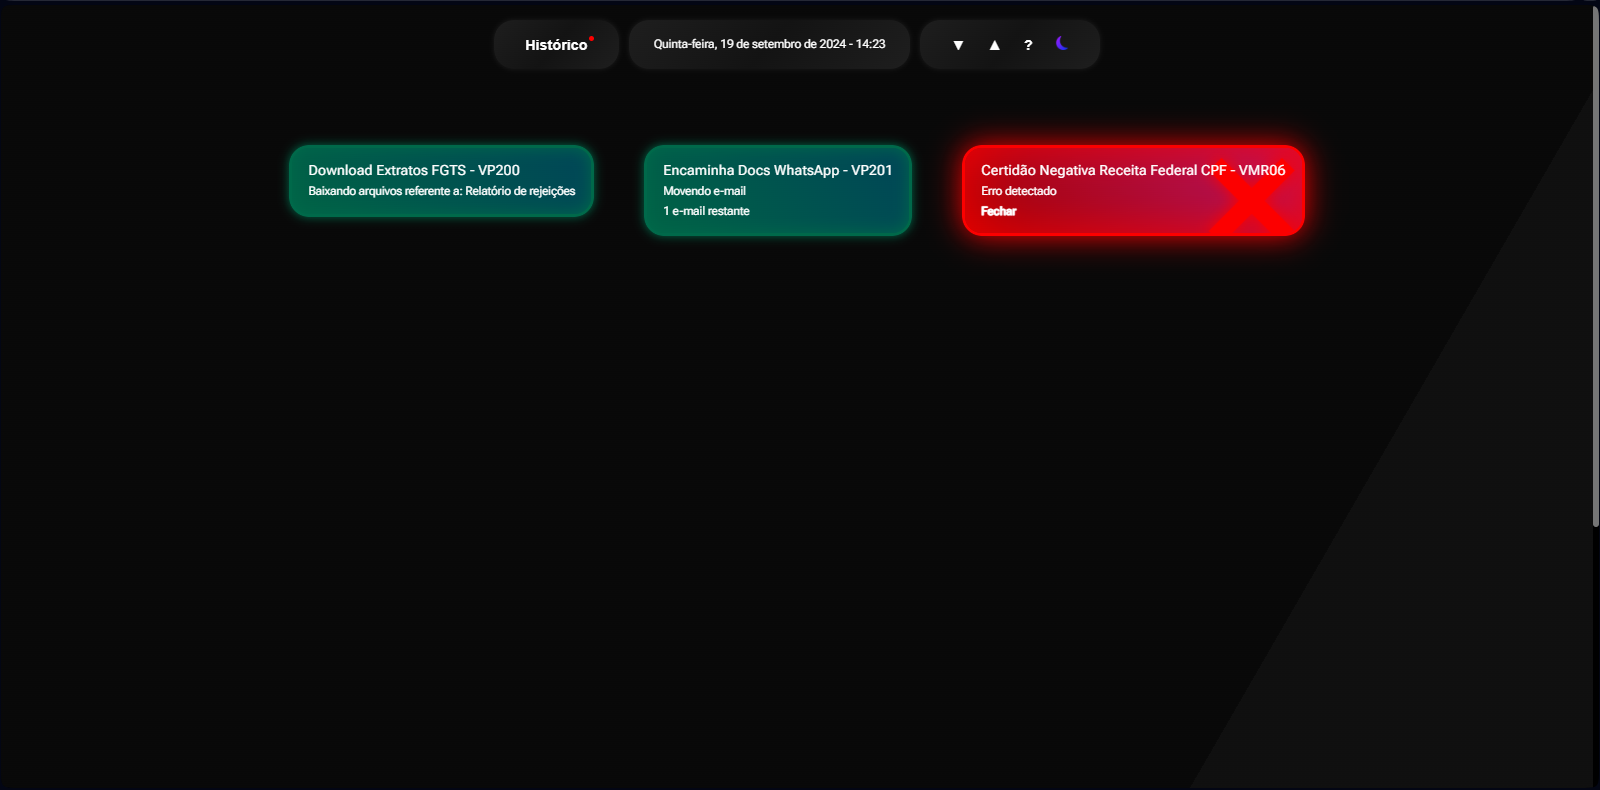 Histórico
Quinta-feira, 19 de setembro de 2024 - 14:23
▼ ▲ ?
Download Extratos FGTS - VP200
Baixando arquivos referente a: Relatório de rejeições
Encaminha Docs WhatsApp - VP201
Movendo e-mail
1 e-mail restante
Certidão Negativa Receita Federal CPF - VMR06
Erro detectado
Fechar